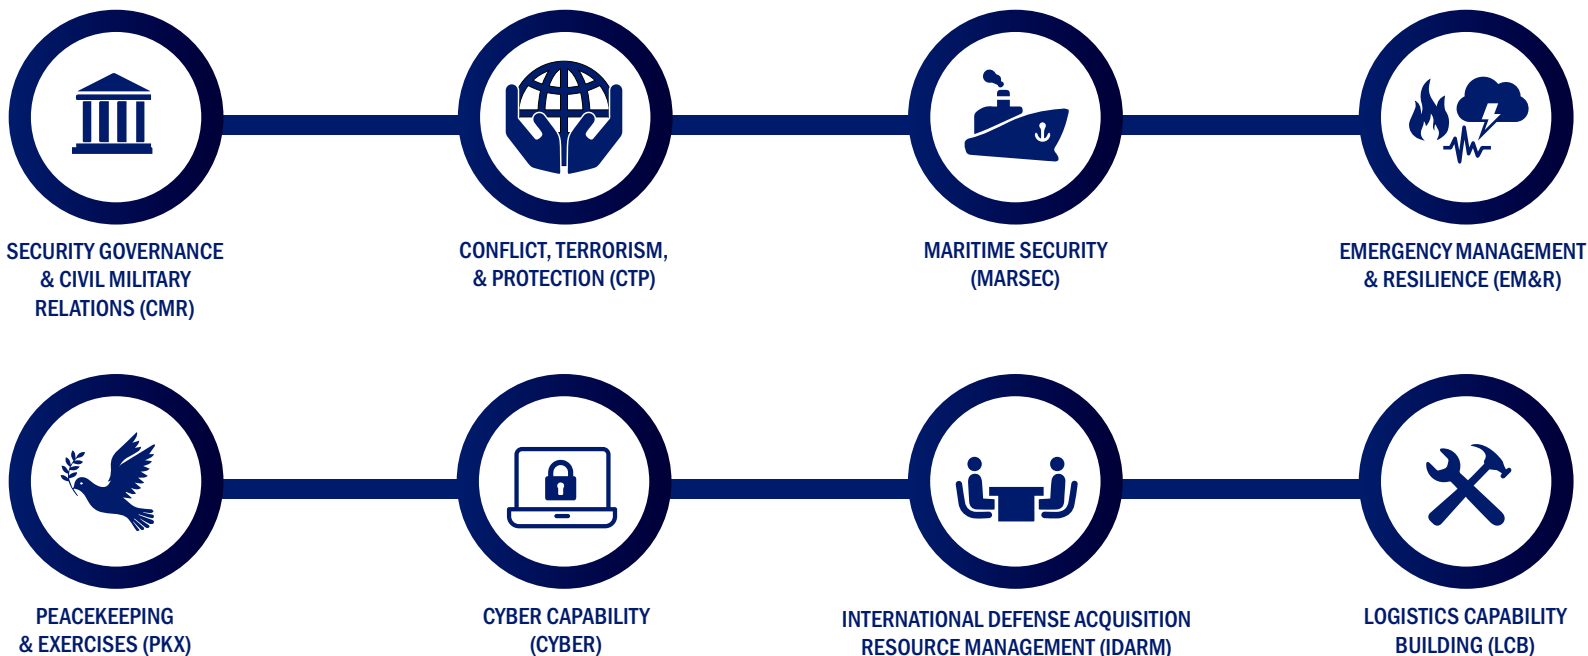 SECURITY GOVERNANCE
& CIVIL MILITARY
RELATIONS (CMR)
CONFLICT, TERRORISM,
& PROTECTION (CTP)
MARITIME SECURITY
(MARSEC)
EMERGENCY MANAGEMENT
& RESILIENCE (EM&R)
PEACEKEEPING
& EXERCISES (PKX)
CYBER CAPABILITY
(CYBER)
INTERNATIONAL DEFENSE ACQUISITION
RESOURCE MANAGEMENT (IDARM)
LOGISTICS CAPABILITY
BUILDING (LCB)